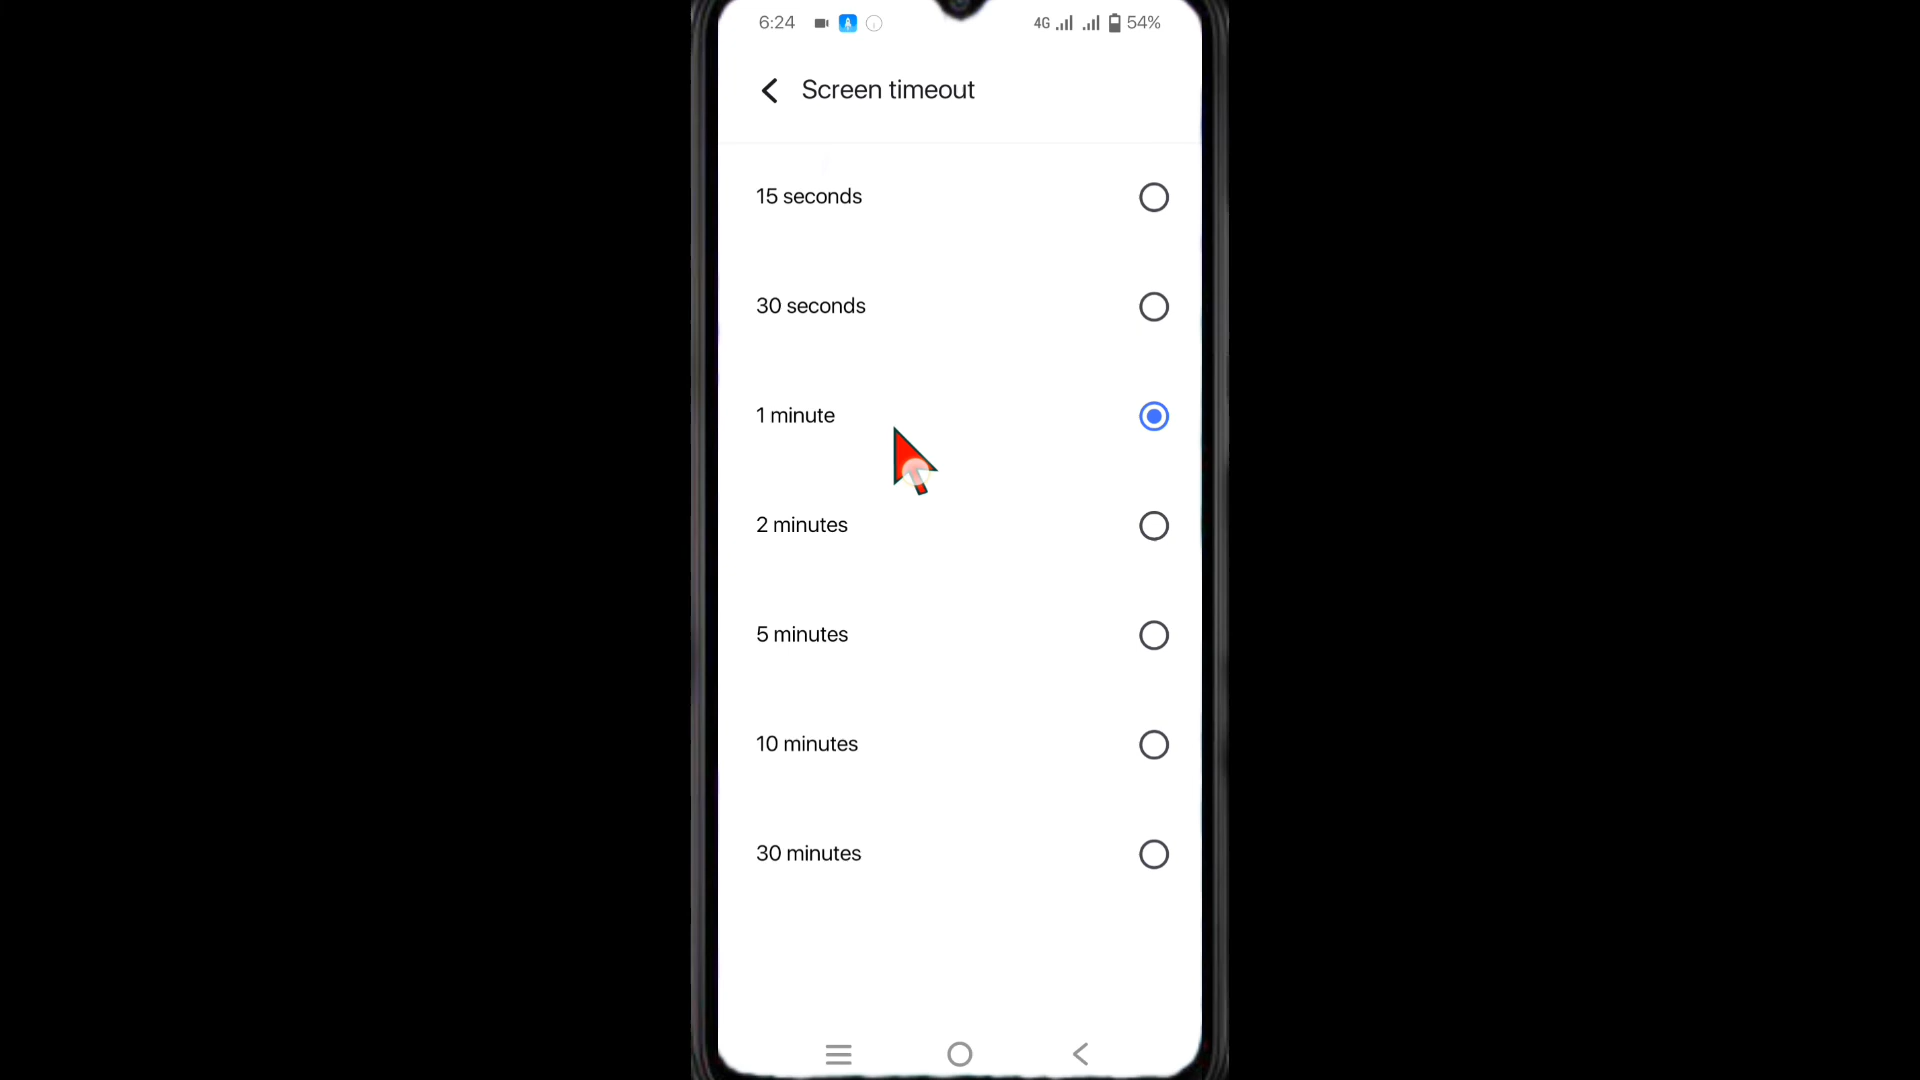 6:24 4G 54%
Screen timeout
15 seconds
30 seconds
1 minute
2 minutes
5 minutes
10 minutes
30 minutes